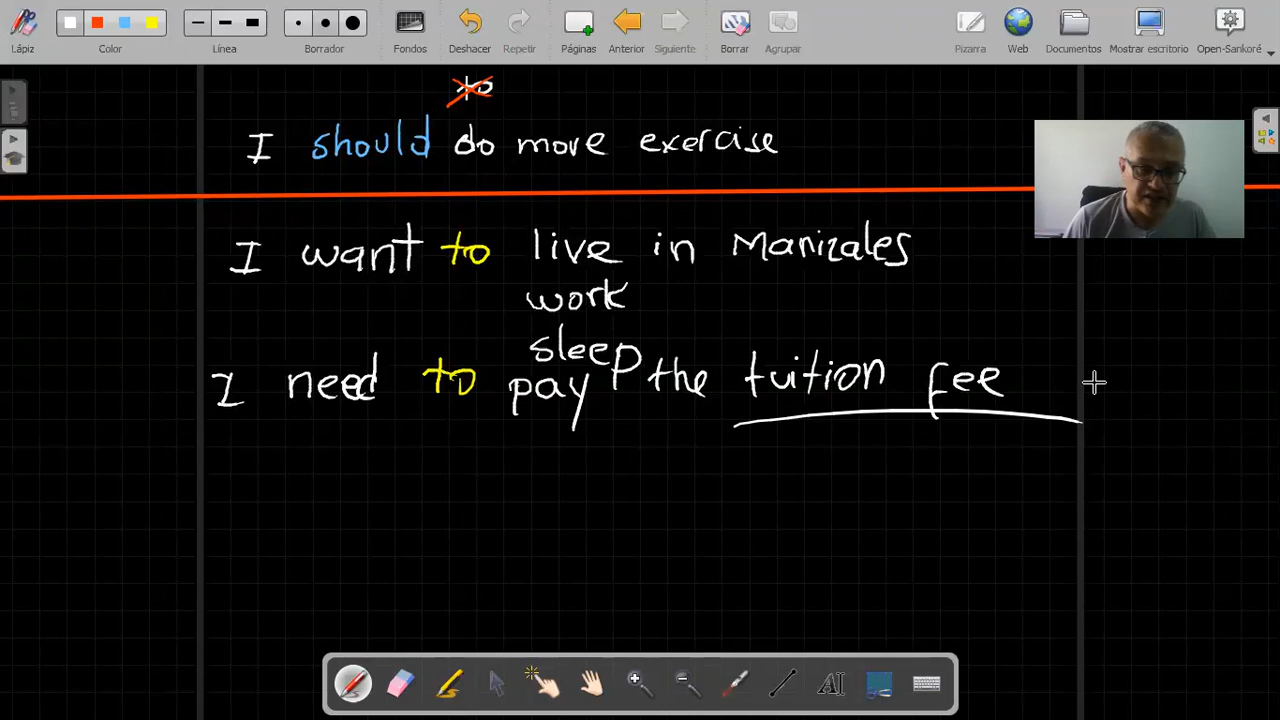 Lápiz Color Línea Borrador Fondos Deshacer Repetir Páginas Anterior Siguiente Borrar Agrupar Pizarra Web Documentos Mostrar escritorio Open-Sankoré
to
I should do more exercise
I want to live in Manizales
work
sleep
I need to pay the tuition fee
AI